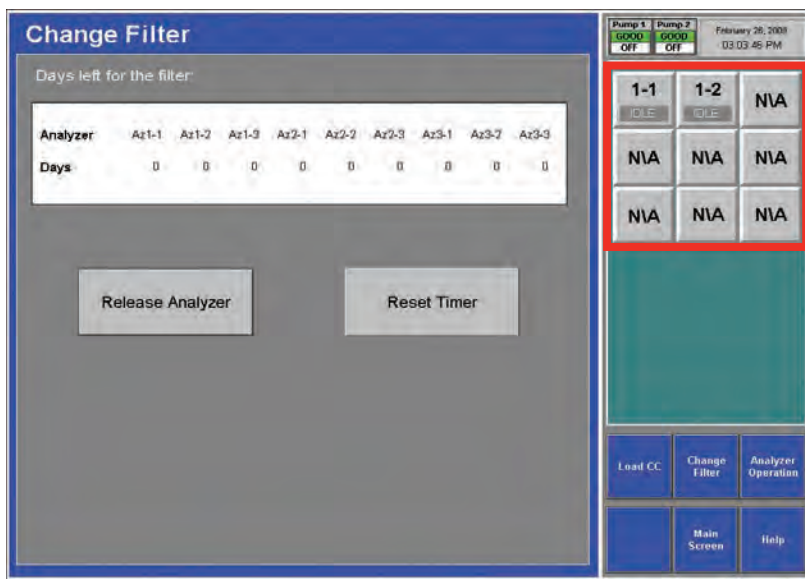 Change Filter
Days left for the filter:
Analyzer Az1-1 Az1-2 Az1-3 Az2-1 Az2-2 Az2-3 Az3-1 Az3-2 Az3-3
Days 0 0 0 0 0 0 0 0 0
Release Analyzer
Reset Timer
Pump 1 Pump 2
GOOD GOOD
OFF OFF
February 28, 2008
03:03:46 PM
1-1 1-2 N\A
IDLE IDLE
N\A N\A N\A
N\A N\A N\A
Load CC
Change
Filter
Analyzer
Operation
Main
Screen
Help